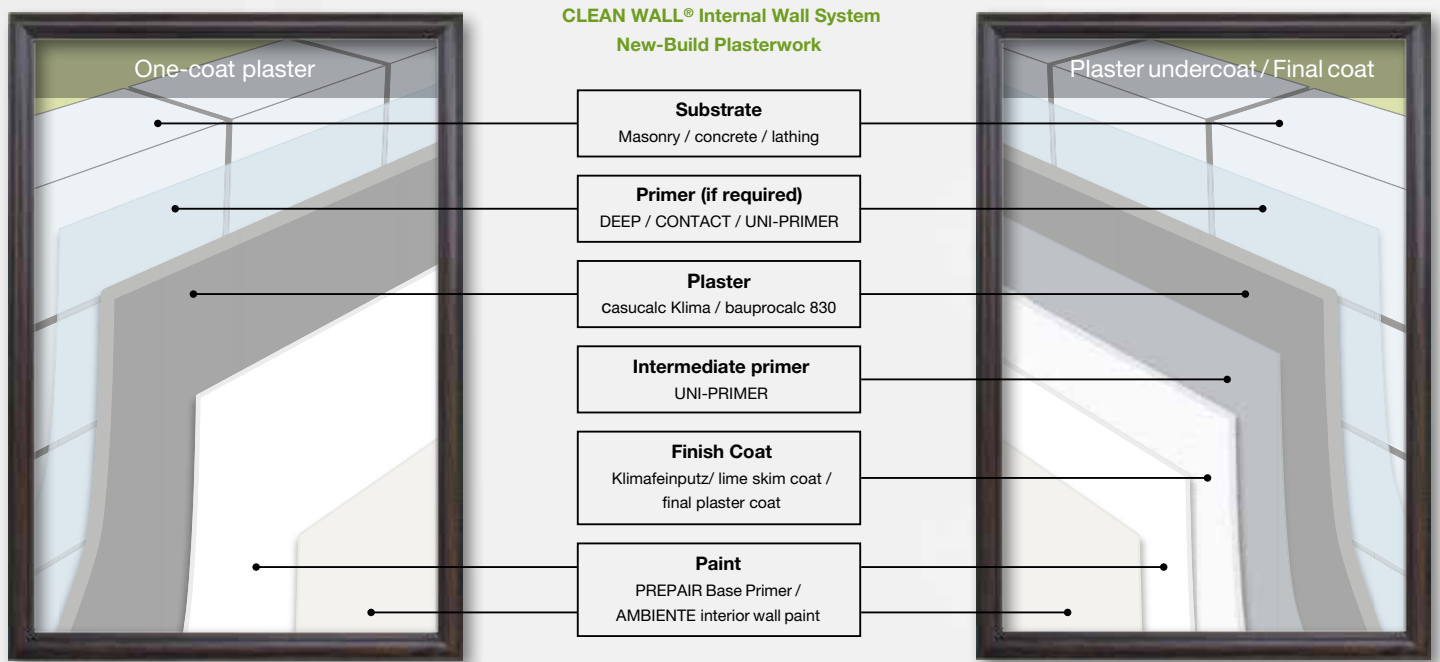 CLEAN WALL® Internal Wall System
New-Build Plasterwork
One-coat plaster
Plaster undercoat / Final coat
Substrate
Masonry / concrete / lathing
Primer (if required)
DEEP / CONTACT / UNI-PRIMER
Plaster
casucalc Klima / bauprocalc 830
Intermediate primer
UNI-PRIMER
Finish Coat
Klimafeinputz/ lime skim coat /
final plaster coat
Paint
PREPAIR Base Primer /
AMBIENTE interior wall paint